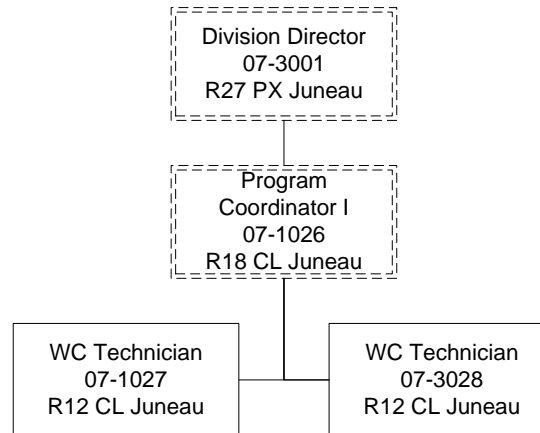 Division Director
07-3001
R27 PX Juneau
Program
Coordinator I
07-1026
R18 CL Juneau
WC Technician
07-1027
R12 CL Juneau
WC Technician
07-3028
R12 CL Juneau